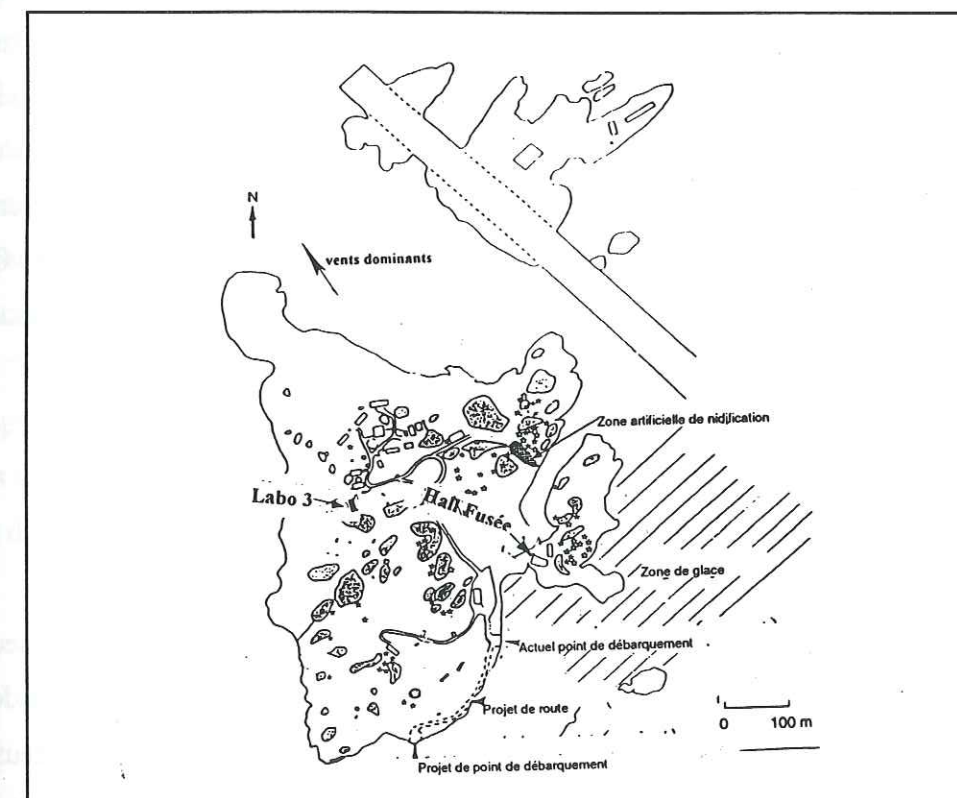 N
vents dominants
Zone artificielle de nidification
Labo 3
Hall Fusée
Zone de glace
Actuel point de débarquement
Projet de route
0 100 m
Projet de point de débarquement